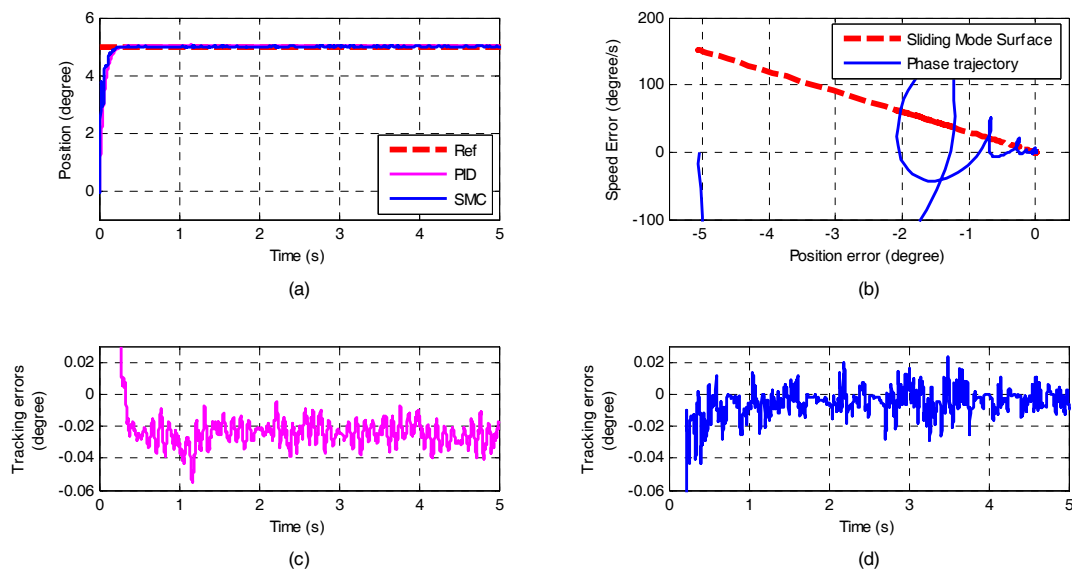 6
4
2
0
Position (degree)
Ref
PID
SMC
0 1 2 3 4 5
Time (s)
(a)
200
100
0
-100
Speed Error (degree/s)
Sliding Mode Surface
Phase trajectory
-5 -4 -3 -2 -1 0
Position error (degree)
(b)
0.02
0
-0.02
-0.04
-0.06
Tracking errors
(degree)
0 1 2 3 4 5
Time (s)
(c)
0.02
0
-0.02
-0.04
-0.06
Tracking errors
(degree)
0 1 2 3 4 5
Time (s)
(d)